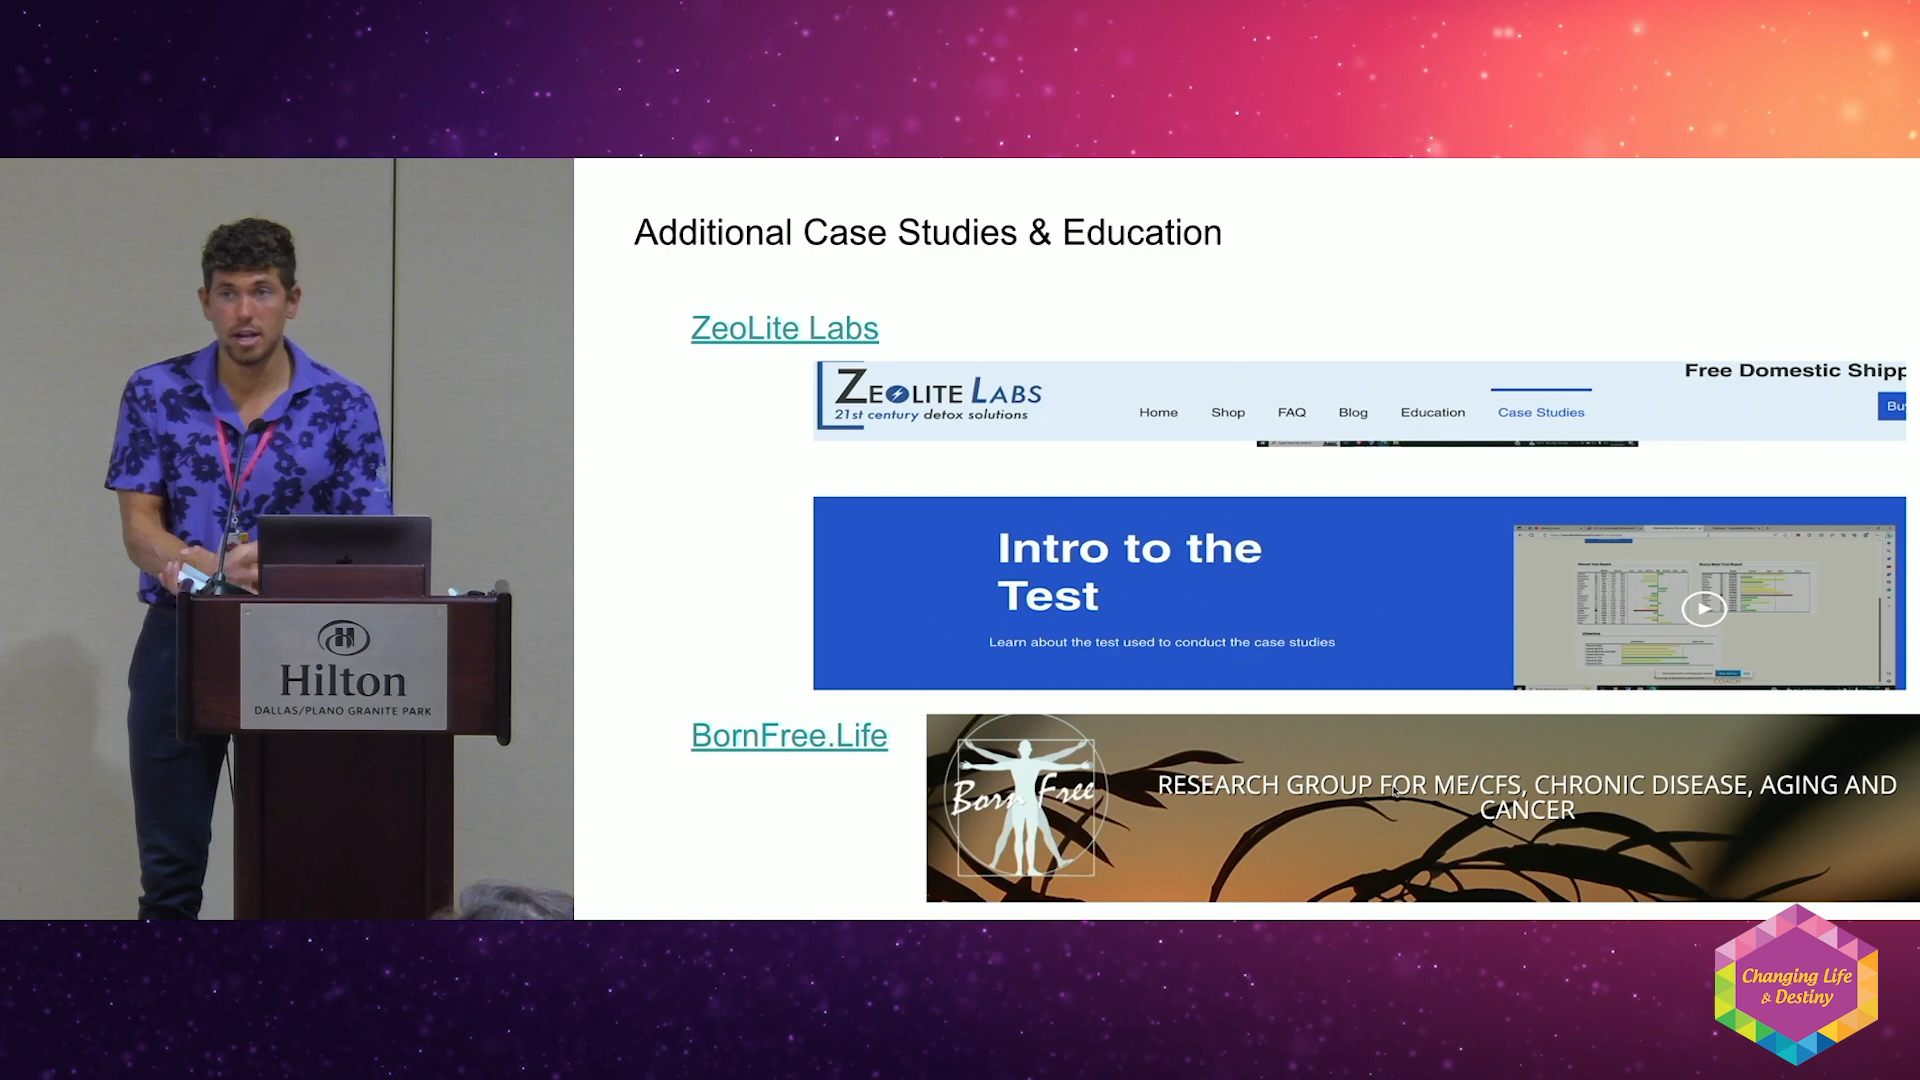 Additional Case Studies & Education
ZeoLite Labs
ZEOLITE LABS
21st century detox solutions
Home Shop FAQ Blog Education Case Studies
Free Domestic Shipp
Bu
Intro to the
Test
Learn about the test used to conduct the case studies
BornFree.Life
Born Free
RESEARCH GROUP FOR ME/CFS, CHRONIC DISEASE, AGING AND
CANCER
Hilton
DALLAS/PLANO GRANITE PARK
Changing Life
& Destiny